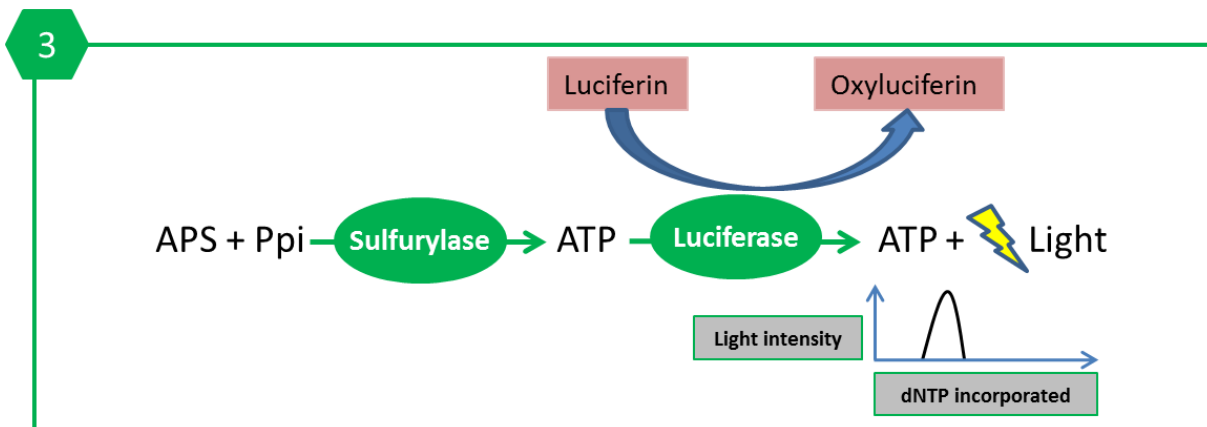 3
Luciferin
Oxyluciferin
APS + Ppi Sulfurylase ATP Luciferase ATP + Light
Light intensity
dNTP incorporated